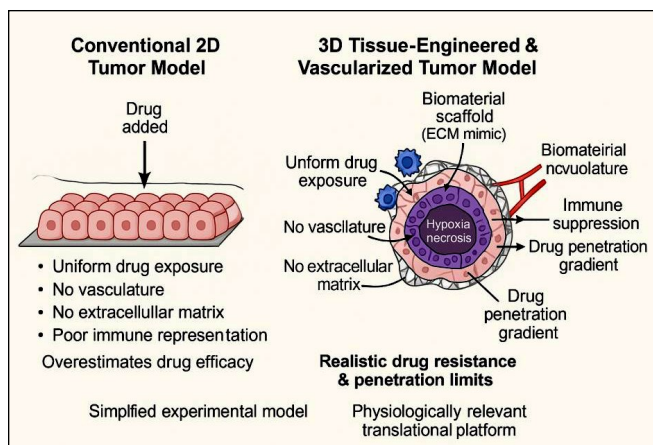 Conventional 2D
Tumor Model
Drug
added
• Uniform drug exposure
• No vasculature
• No extracellullar matrix
• Poor immune representation
Overestimates drug efficacy
Simplfied experimental model
3D Tissue-Engineered &
Vascularized Tumor Model
Biomaterial
scaffold
(ECM mimic)
Unform drug
exposure
No vascllature
No extracellular
matrix
Hypoxia
necrosis
Biomateirial
ncvuolature
Immune
suppression
Drug penetration
gradient
Drug
penetration
gradient
Realistic drug resistance
& penetration limits
Physiologically relevant
translational platform